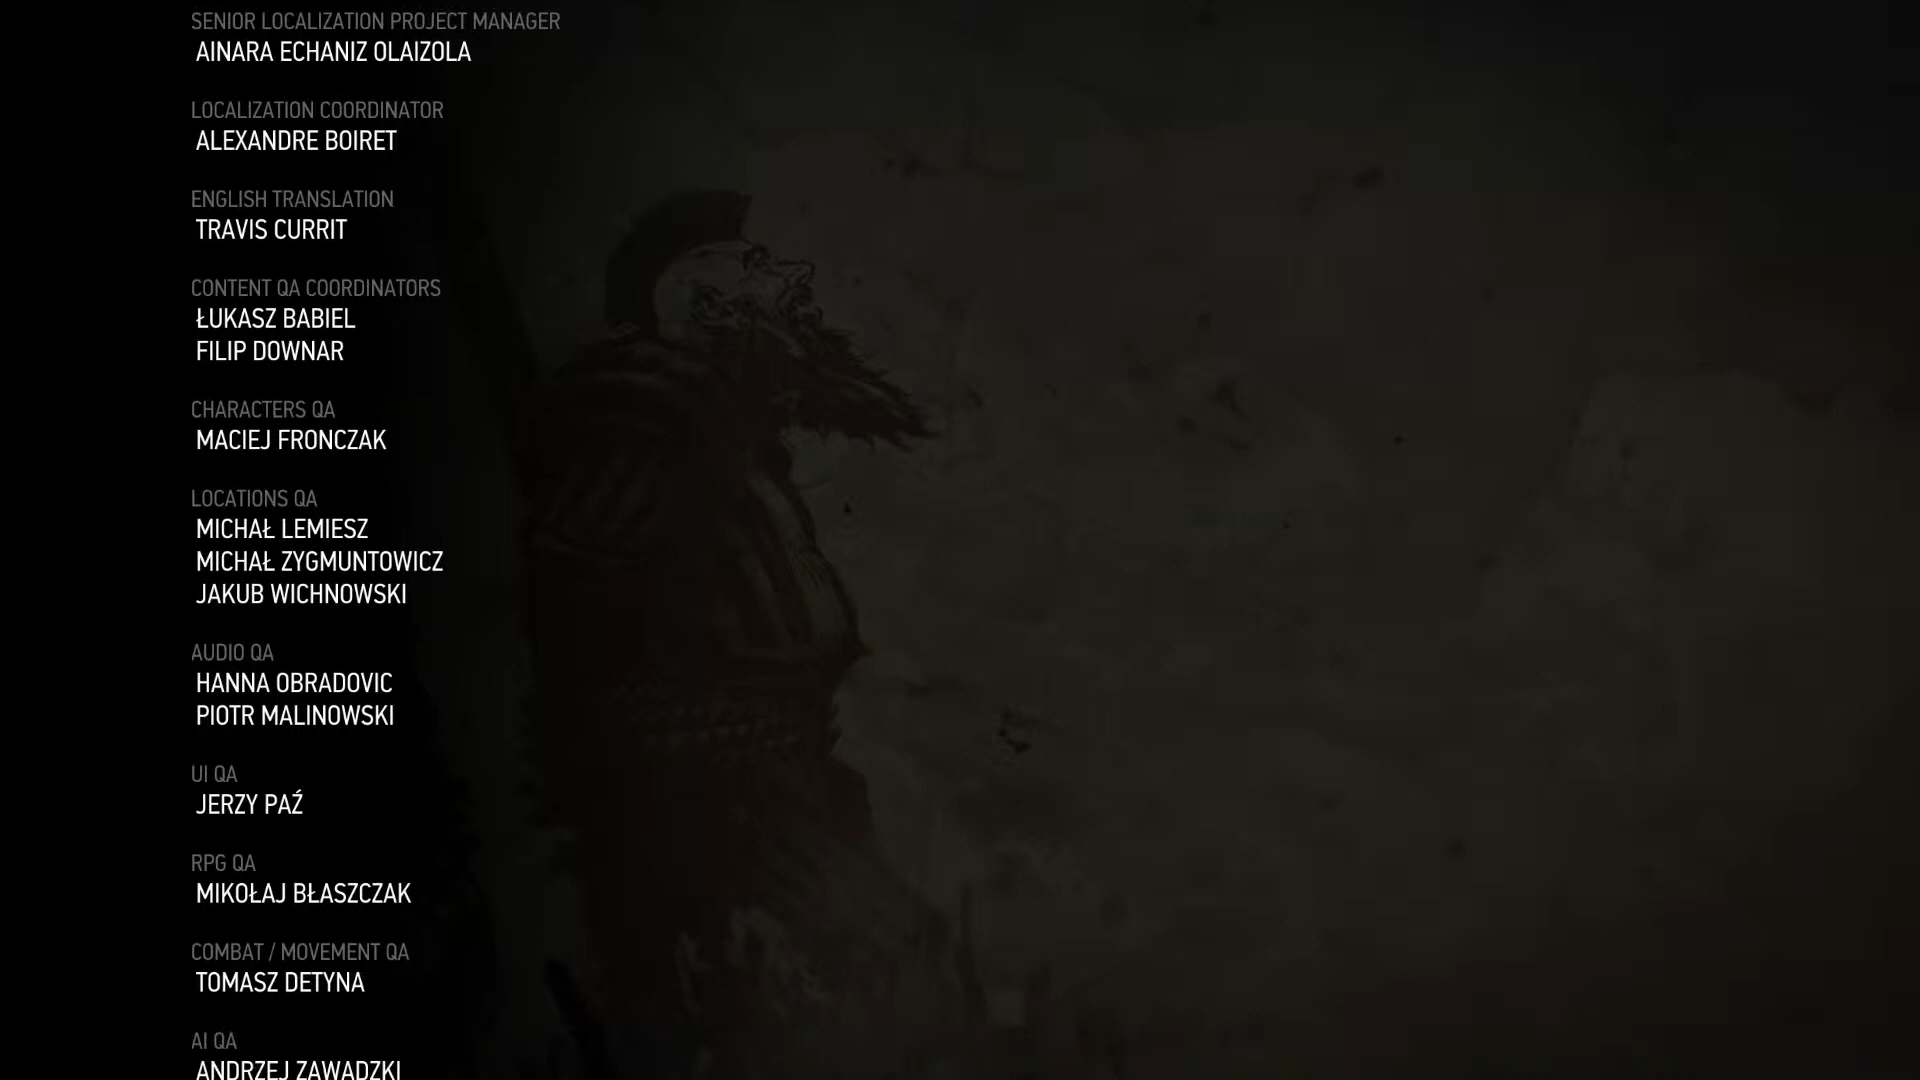 SENIOR LOCALIZATION PROJECT MANAGER
AINARA ECHANIZ OLAIZOLA
LOCALIZATION COORDINATOR
ALEXANDRE BOIRET
ENGLISH TRANSLATION
TRAVIS CURRIT
CONTENT QA COORDINATORS
ŁUKASZ BABIEL
FILIP DOWNAR
CHARACTERS QA
MACIEJ FRONCZAK
LOCATIONS QA
MICHAŁ LEMIESZ
MICHAŁ ZYGMUNTOWICZ
JAKUB WICHNOWSKI
AUDIO QA
HANNA OBRADOVIC
PIOTR MALINOWSKI
UI QA
JERZY PAŹ
RPG QA
MIKOŁAJ BŁASZCZAK
COMBAT / MOVEMENT QA
TOMASZ DETYNA
AI QA
ANDRZEJ ZAWADZKI